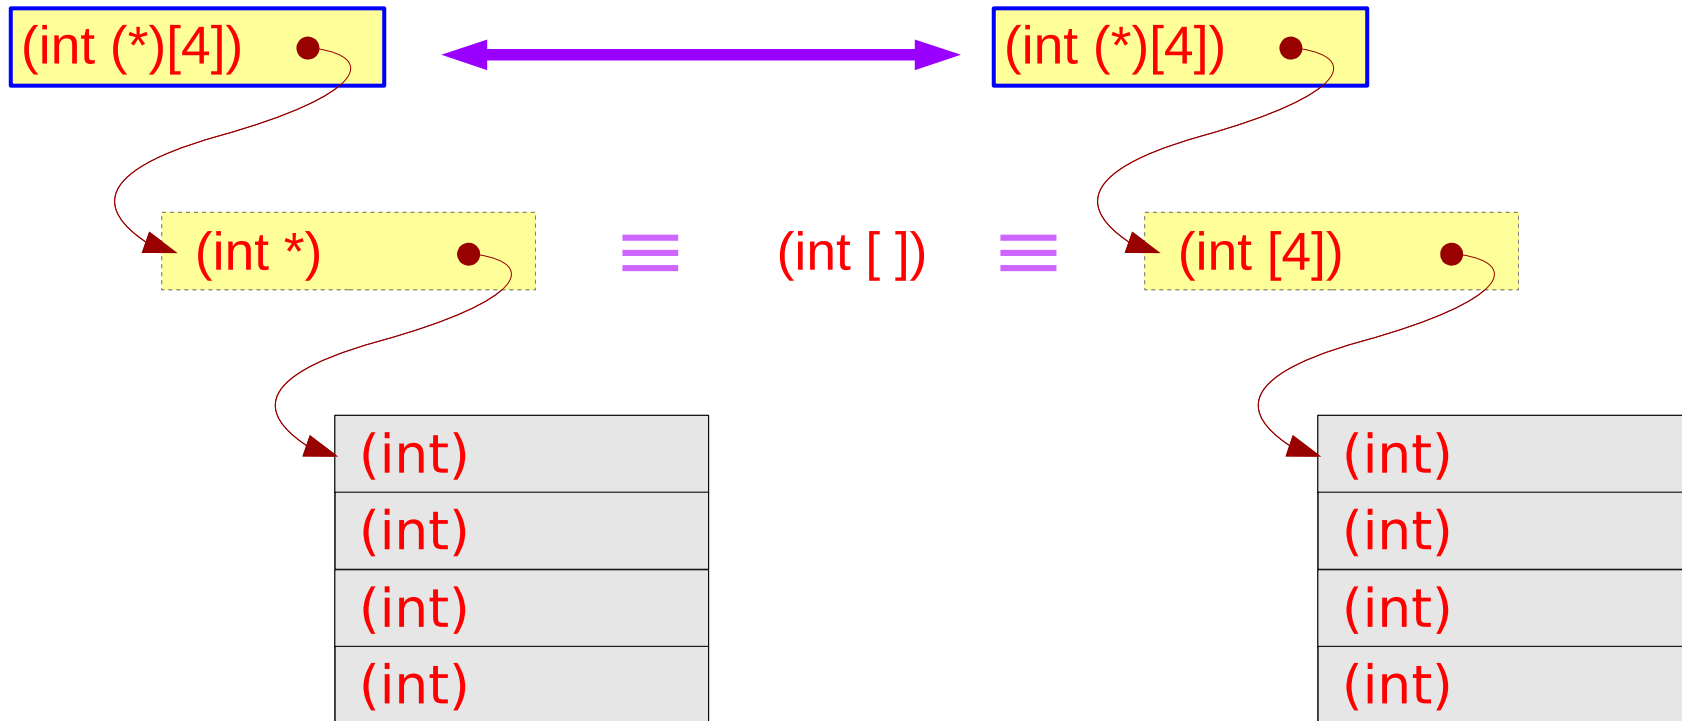 (int (*)[4]) (int (*)[4])
(int *) ≡ (int [ ]) ≡ (int [4])
(int) (int)
(int) (int)
(int) (int)
(int) (int)